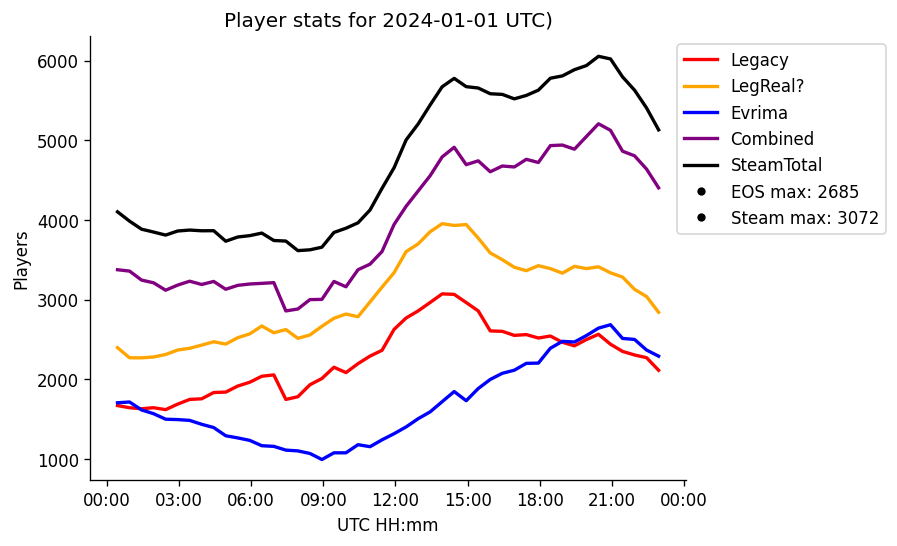 Player stats for 2024-01-01 UTC)
Legacy
LegReal?
Evrima
Combined
SteamTotal
EOS max: 2685
Steam max: 3072
Players
6000
5000
4000
3000
2000
1000
00:00 03:00 06:00 09:00 12:00 15:00 18:00 21:00 00:00
UTC HH:mm